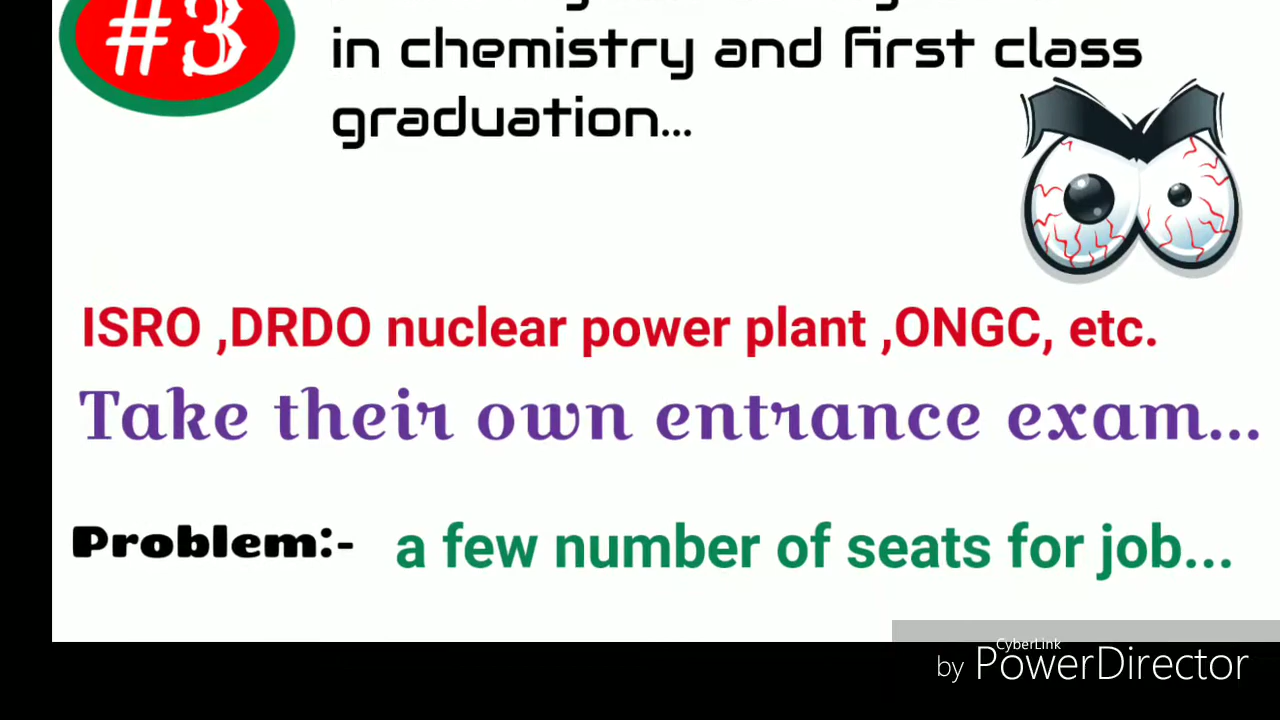 #3
in chemistry and first class
graduation...
ISRO ,DRDO nuclear power plant ,ONGC, etc.
Take their own entrance exam...
Problem:- a few number of seats for job...
CyberLink
by PowerDirector